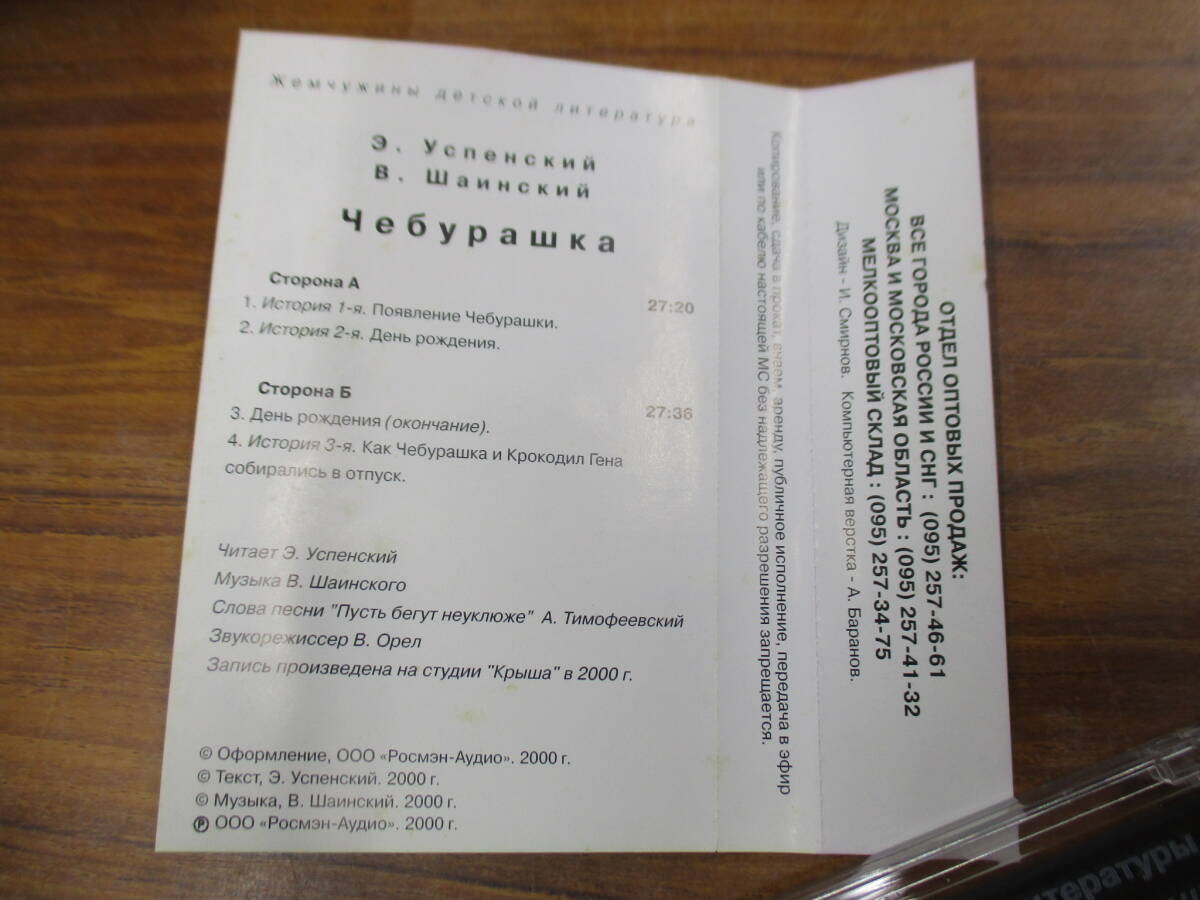 Жемчужины детской литература
Э. Успенский
В. Шаинский
Чебурашка
Сторона А
27:20
1. История 1-я. Появление Чебурашки.
2. История 2-я. День рождения.
Сторона Б
27:36
3. День рождения (окончание).
4. История 3-я. Как Чебурашка и Крокодил Гена
собирались в отпуск.
Читает Э. Успенский
Музыка В. Шаинского
Слова песни "Пусть бегут неуклюже" А. Тимофеевский
Звукорежиссер В. Орел
Запись произведена на студии "Крыша" в 2000 г.
© Оформление, ООО «Росмэн-Аудио». 2000 г.
© Текст, Э. Успенский. 2000 г.
© Музыка, В. Шаинский. 2000 г.
℗ ООО «Росмэн-Аудио». 2000 г.
Копирование, сдача в прокат, внаем, аренду, публичное исполнение, передача в эфир
или по кабелю настоящей МС без надлежащего разрешения запрещается.
ОТДЕЛ ОПТОВЫХ ПРОДАЖ:
ВСЕ ГОРОДА РОССИИ И СНГ : (095) 257-46-61
МОСКВА И МОСКОВСКАЯ ОБЛАСТЬ : (095) 257-41-32
МЕЛКООПТОВЫЙ СКЛАД : (095) 257-34-75
Дизайн - И. Смирнов. Компьютерная верстка - А. Баранов.